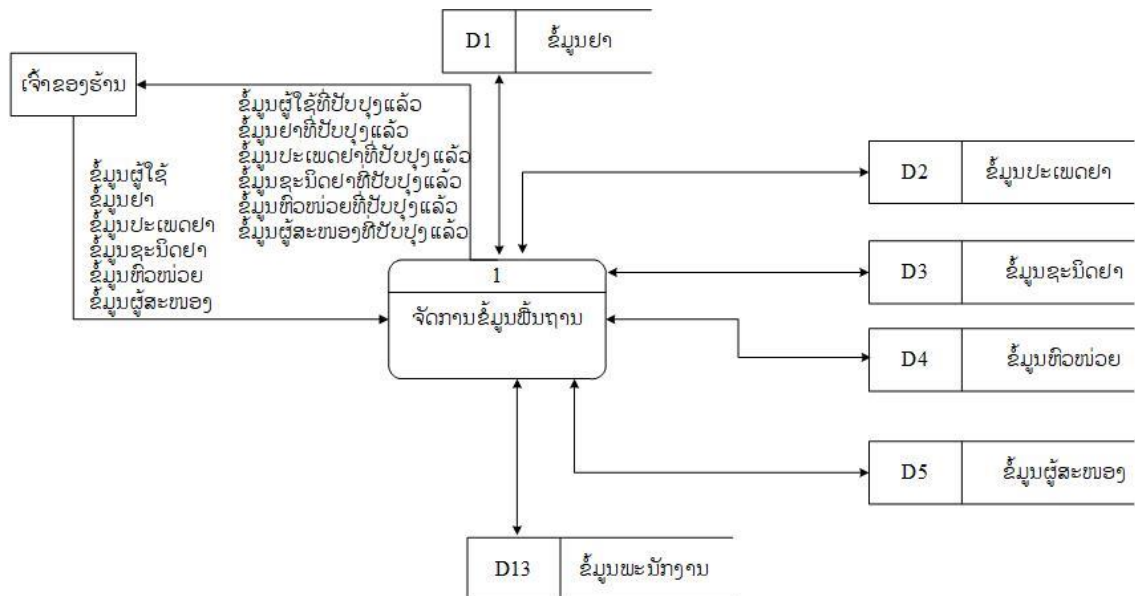 D1 ຂໍ້ມູນຢາ
ເຈົ້າຂອງຮ້ານ
ຂໍ້ມູນຜູ້ໃຊ້ທີ່ປັບປຸງແລ້ວ
ຂໍ້ມູນຢາທີ່ປັບປຸງແລ້ວ
ຂໍ້ມູນປະເພດຢາທີ່ປັບປຸງແລ້ວ
ຂໍ້ມູນຊະນິດຢາທີ່ປັບປຸງແລ້ວ
ຂໍ້ມູນຫົວໜ່ວຍທີ່ປັບປຸງແລ້ວ
ຂໍ້ມູນຜູ້ສະໜອງທີ່ປັບປຸງແລ້ວ
ຂໍ້ມູນຜູ້ໃຊ້
ຂໍ້ມູນຢາ
ຂໍ້ມູນປະເພດຢາ
ຂໍ້ມູນຊະນິດຢາ
ຂໍ້ມູນຫົວໜ່ວຍ
ຂໍ້ມູນຜູ້ສະໜອງ
D2 ຂໍ້ມູນປະເພດຢາ
1
ຈັດການຂໍ້ມູນພື້ນຖານ
D3 ຂໍ້ມູນຊະນິດຢາ
D4 ຂໍ້ມູນຫົວໜ່ວຍ
D5 ຂໍ້ມູນຜູ້ສະໜອງ
D13 ຂໍ້ມູນພະນັກງານ